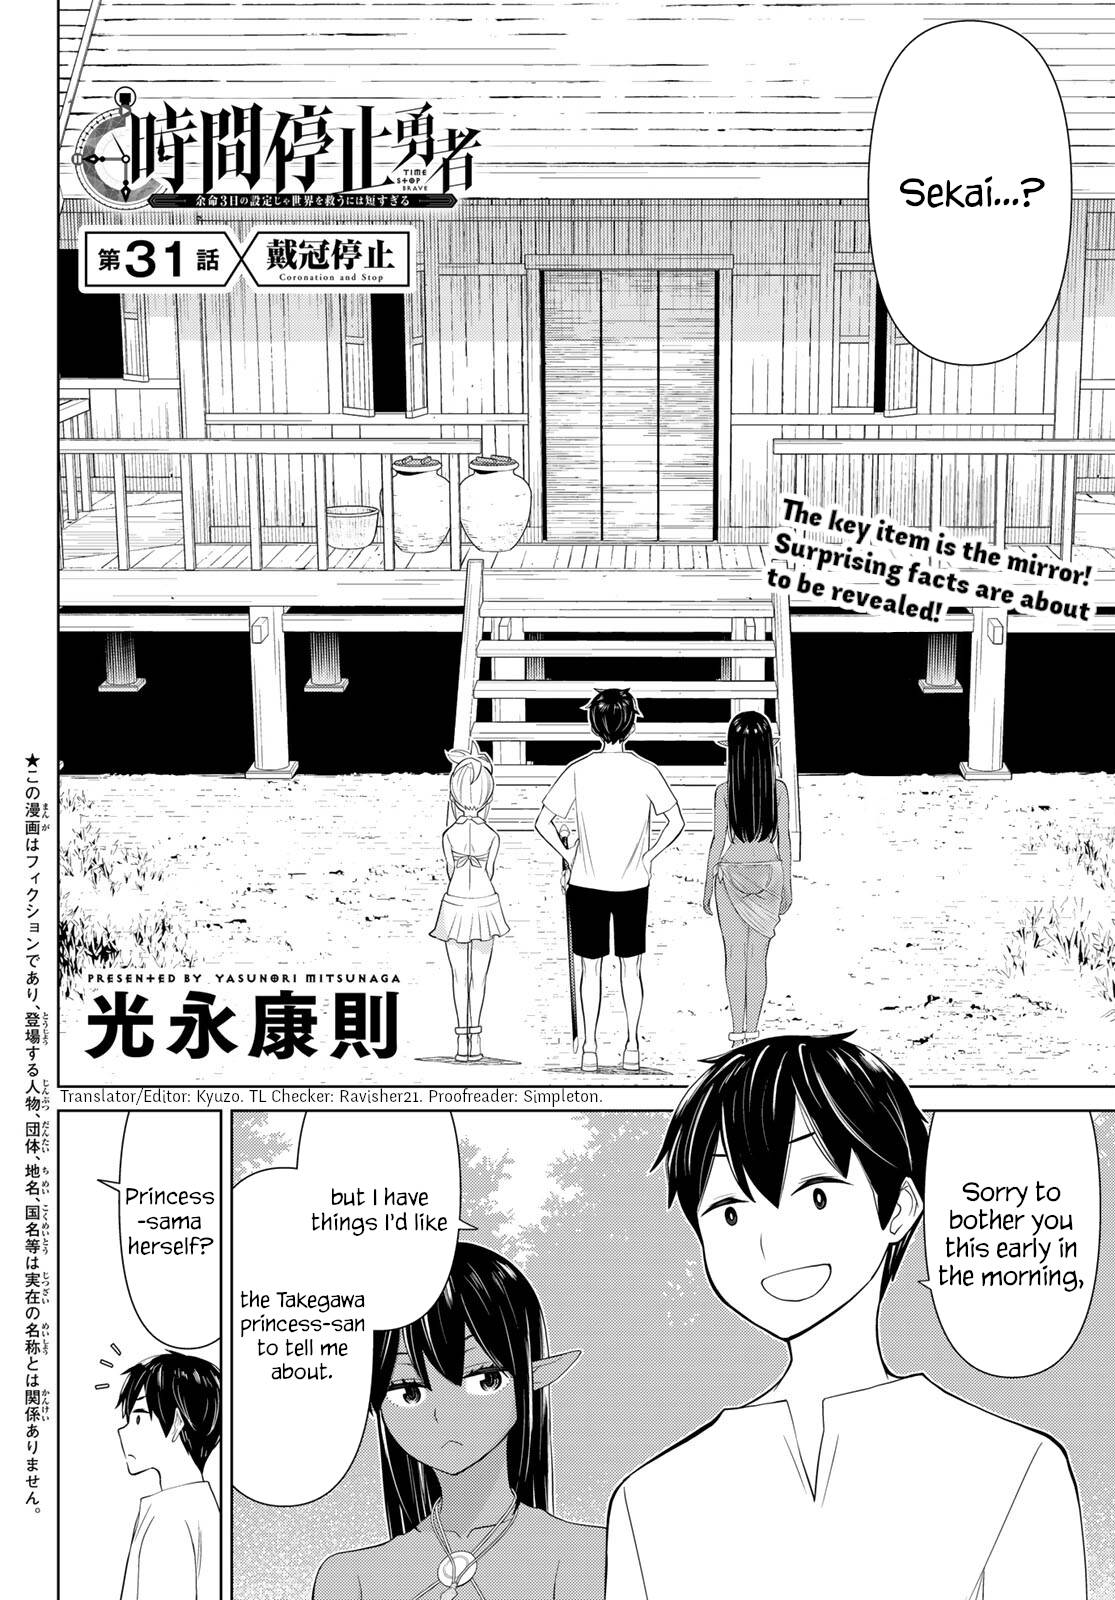 時間停止勇者
TIME
STOP
BRAVE
余命3日の設定じゃ世界を救うには短すぎる
第31話
戴冠停止
Coronation and Stop
Sekai...?
The key item is the mirror!
Surprising facts are about
to be revealed!
PRESENTED BY YASUNORI MITSUNAGA
光永康則
Translator/Editor: Kyuzo. TL Checker: Ravisher21. Proofreader: Simpleton.
Sorry to
bother you
this early in
the morning,
but I have
things I'd like
the Takegawa
princess-san
to tell me
about.
Princess
-sama
herself?
★この漫画はフィクションであり、登場する人物、団体、地名、国名等は実在の名称とは関係ありません。